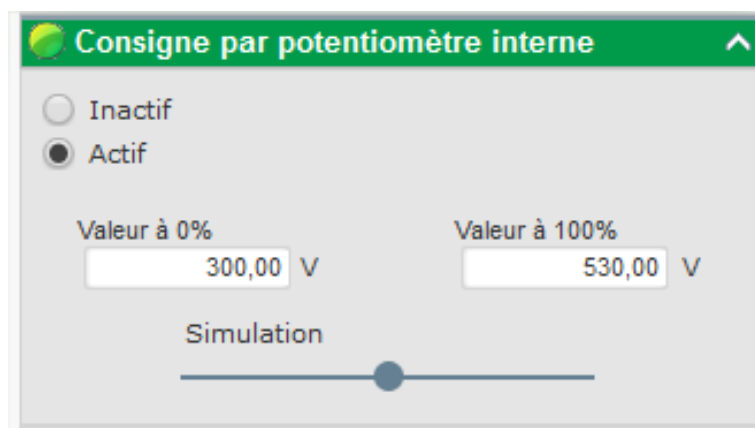 Consigne par potentiomètre interne
Inactif
Actif
Valeur à 0% Valeur à 100%
300,00 V 530,00 V
Simulation